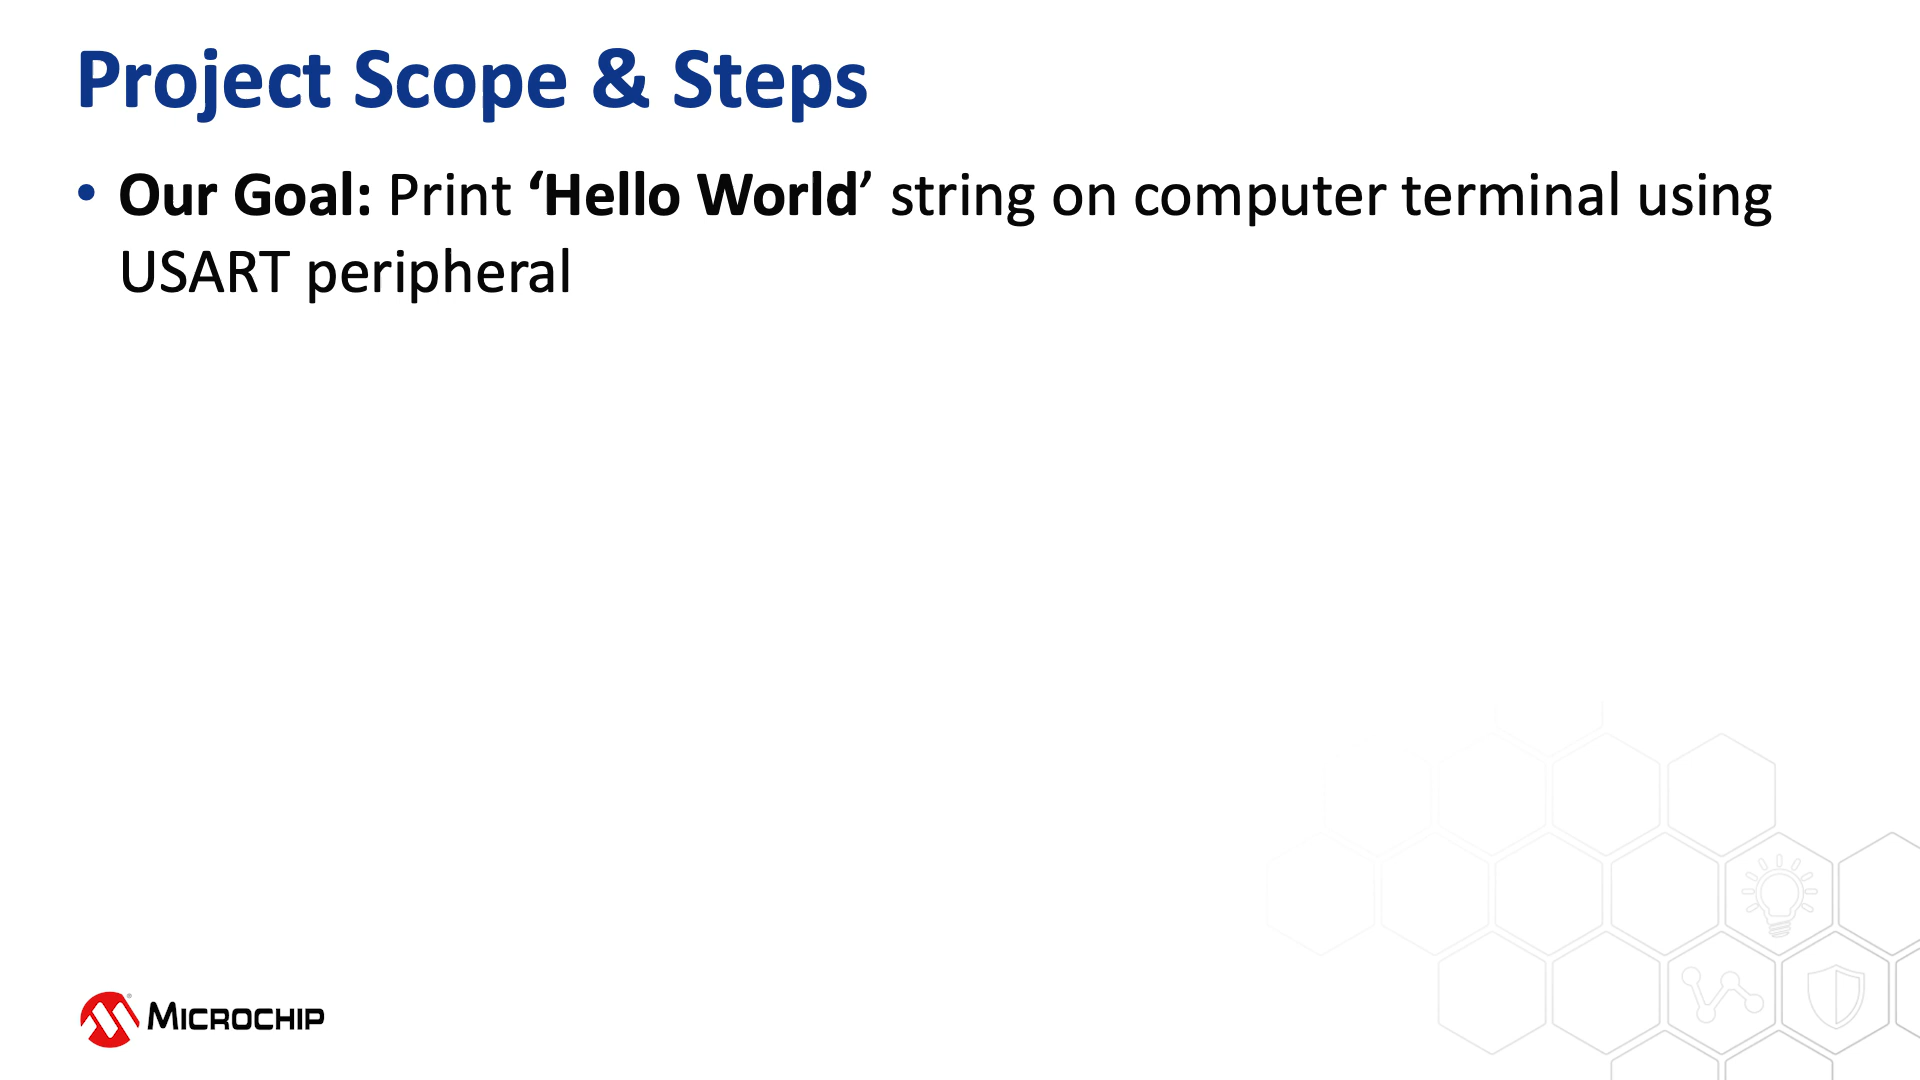 Project Scope & Steps
• Our Goal: Print ‘Hello World’ string on computer terminal using
USART peripheral
MICROCHIP